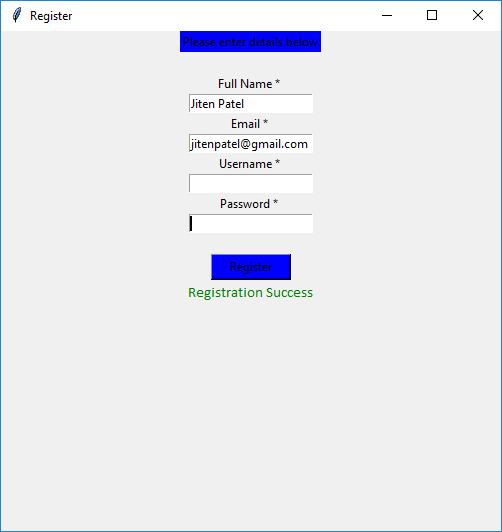 Register
Please enter details below
Full Name *
Jiten Patel
Email *
jitenpatel@gmail.com
Username *
Password *
Register
Registration Success